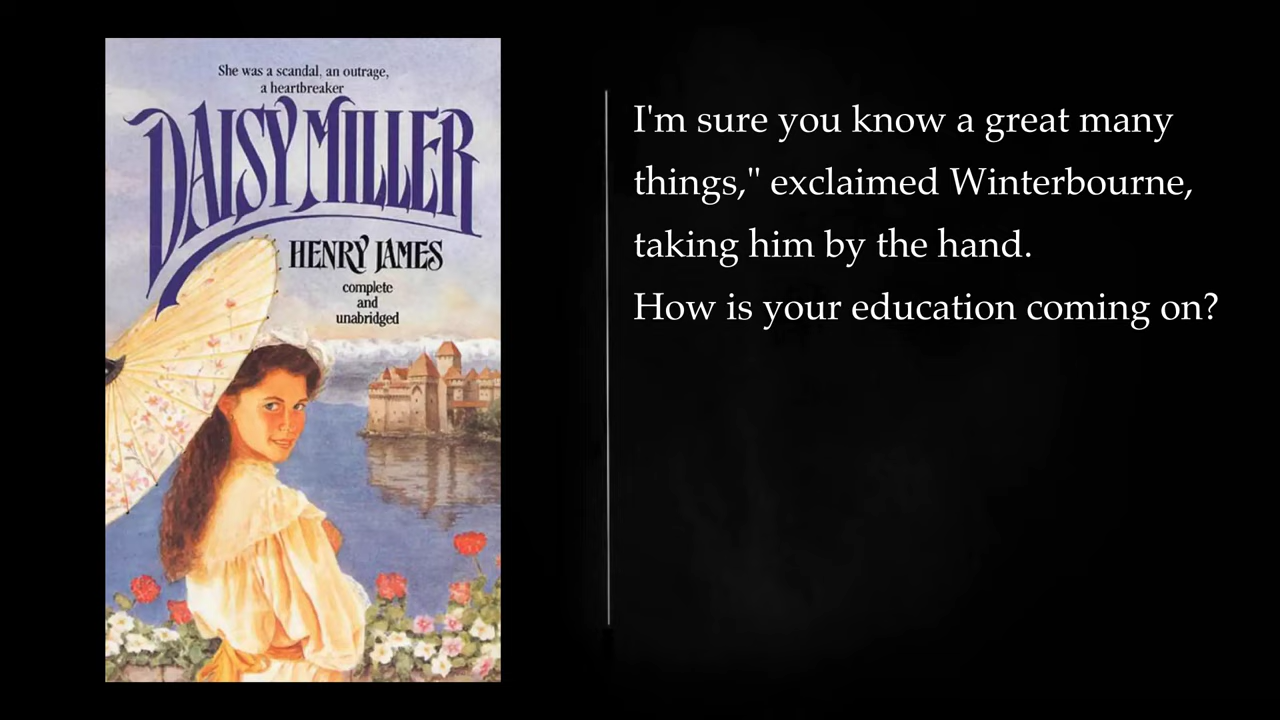 She was a scandal, an outrage,
a heartbreaker
DAISY MILLER
HENRY JAMES
complete
and
unabridged
I'm sure you know a great many
things," exclaimed Winterbourne,
taking him by the hand.
How is your education coming on?